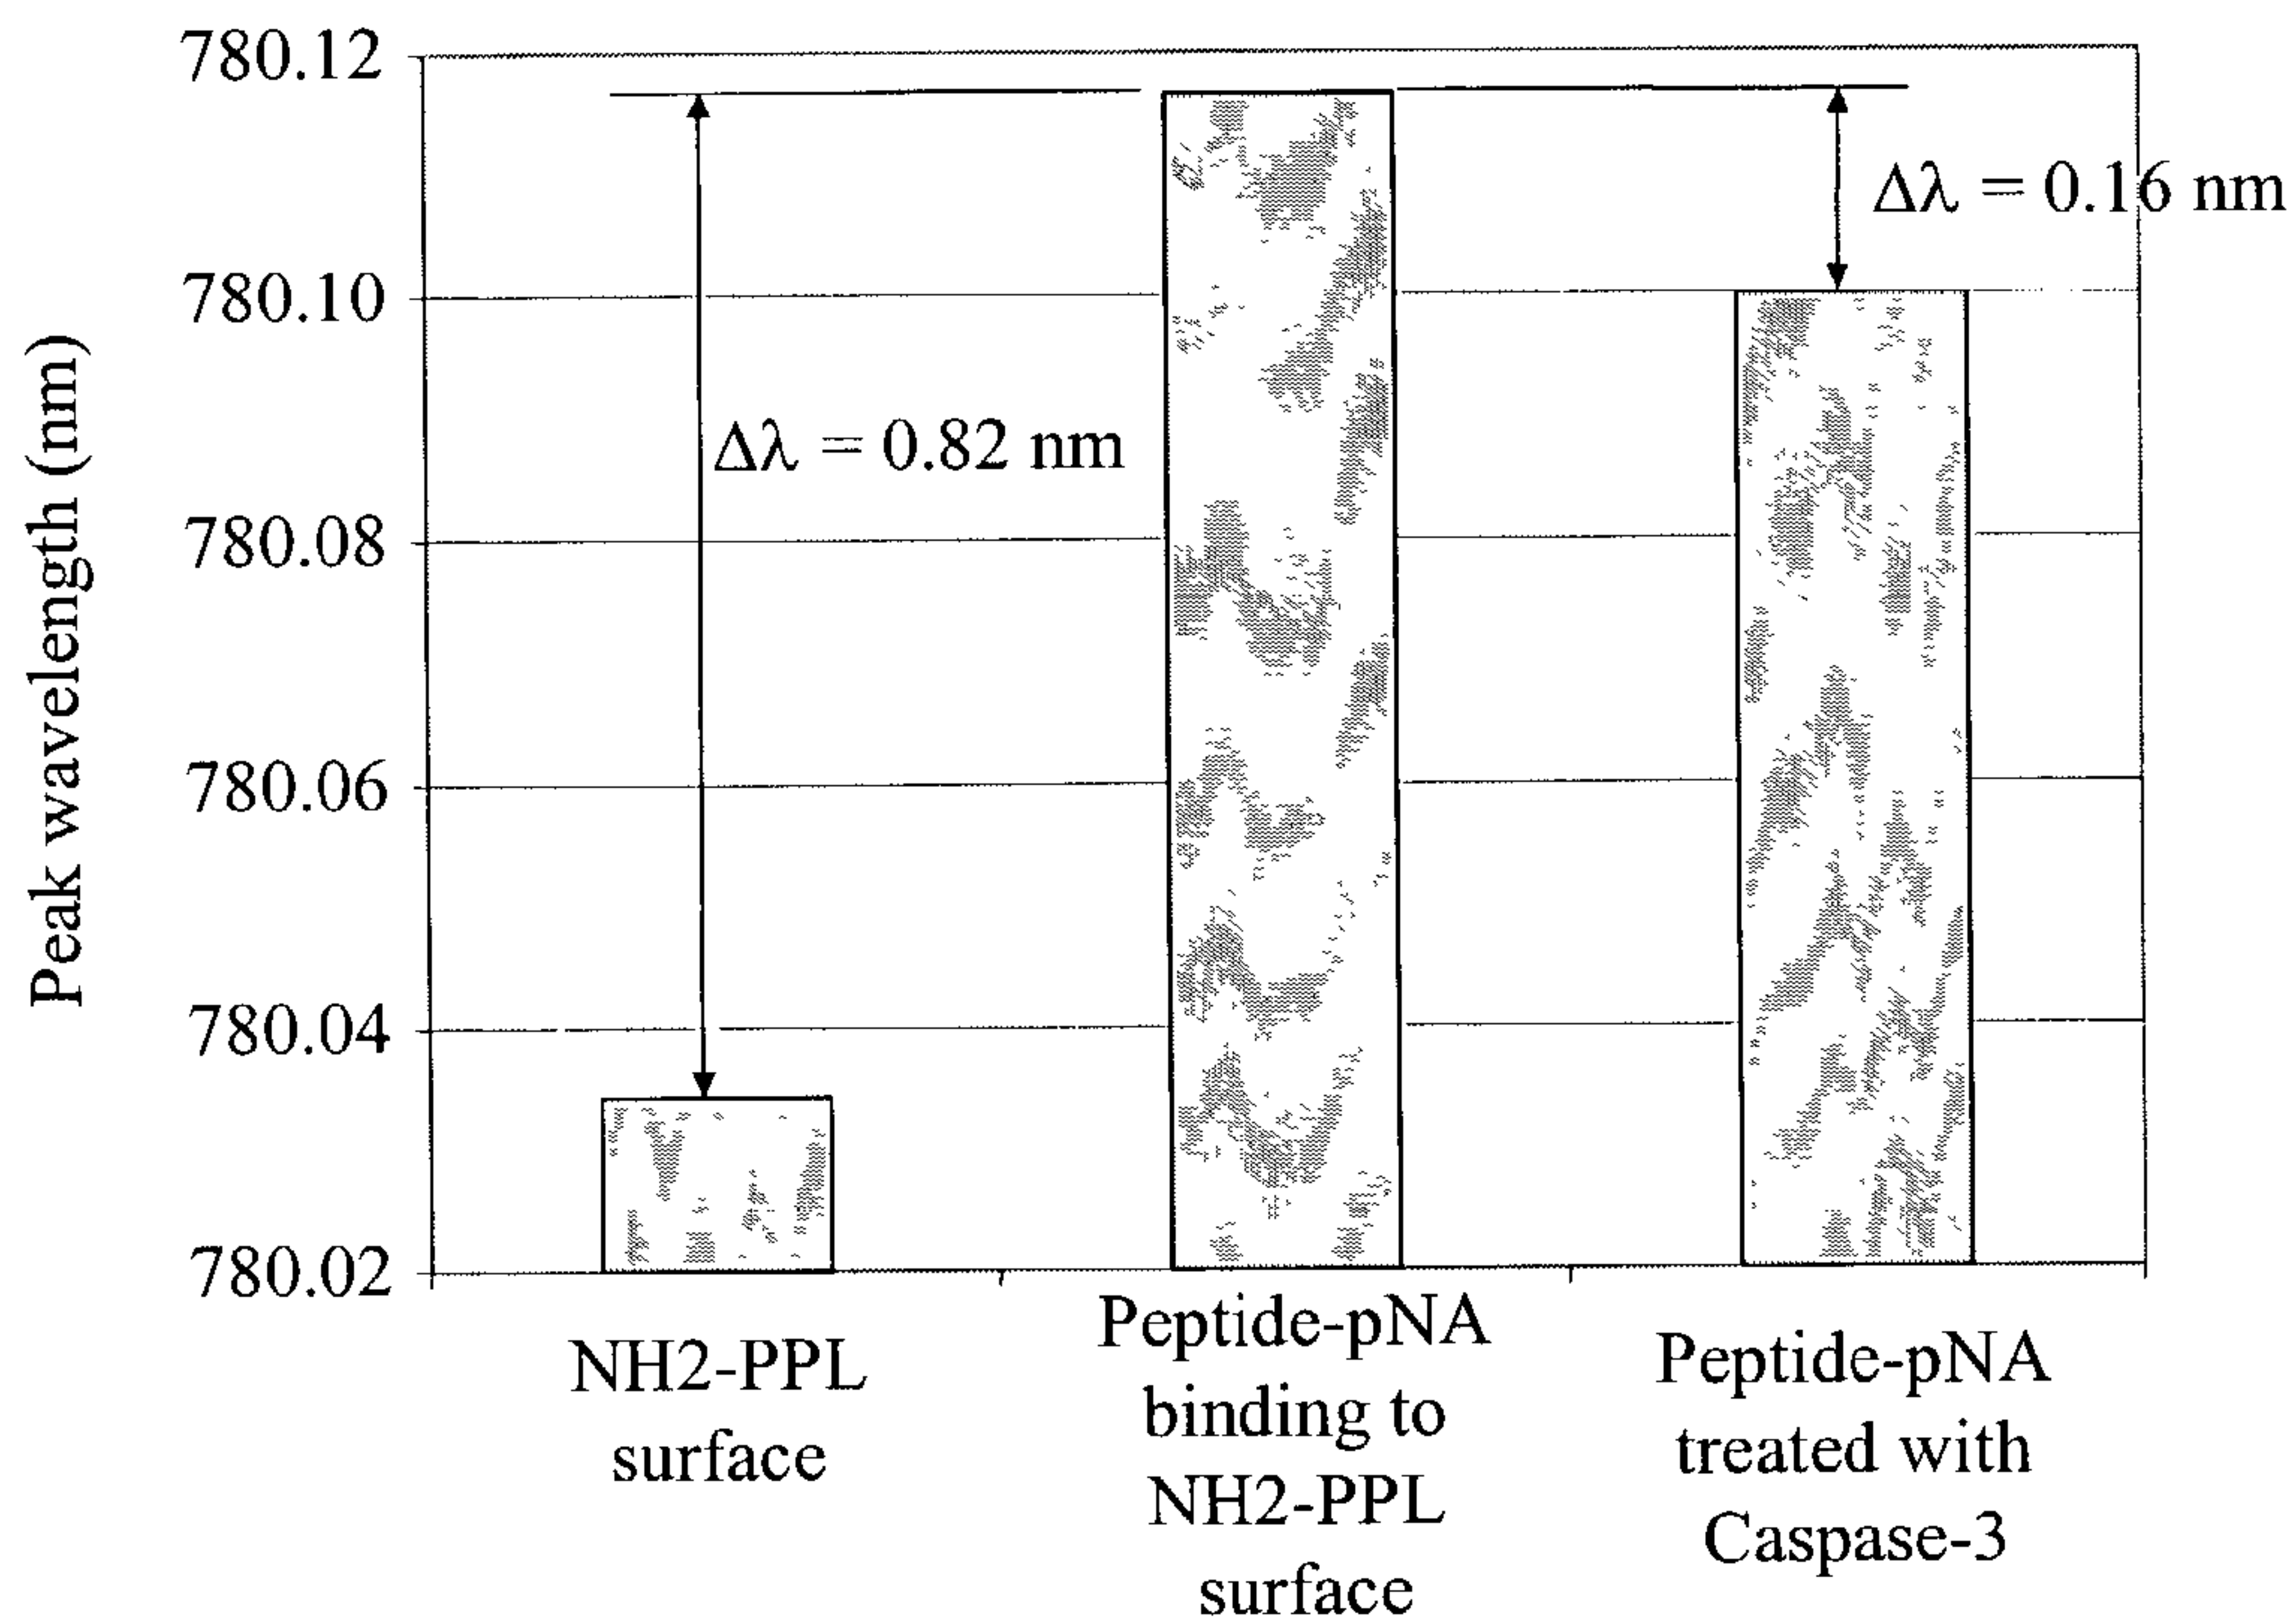 780.12
780.10
780.08
780.06
780.04
780.02
Peak wavelength (nm)
Δλ = 0.82 nm
Δλ = 0.16 nm
NH2-PPL
surface
Peptide-pNA
binding to
NH2-PPL
surface
Peptide-pNA
treated with
Caspase-3